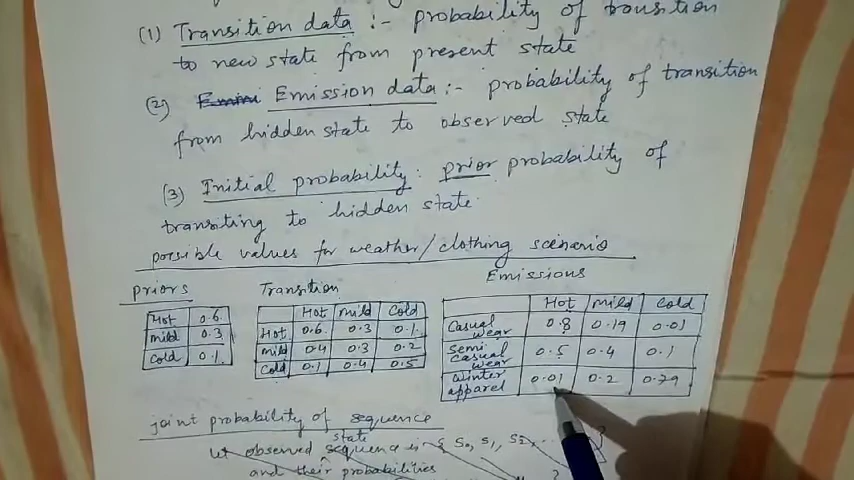 (1) Transition data :- probability of transition
to new state from present state
(2) Emission data :- probability of transition
from hidden state to observed state
(3) Initial probability : prior probability of
transiting to hidden state
possible values for weather/clothing scenario
priors Transition Emissions
Hot 0.6
mild 0.3
cold 0.1
Hot mild cold
Hot 0.6 0.3 0.1
mild 0.4 0.3 0.2
cold 0.1 0.4 0.5
Hot mild cold
Casual wear 0.8 0.19 0.01
Semi casual wear 0.5 0.4 0.1
winter apparel 0.01 0.2 0.79
joint probability of sequence
state
let observed sequence is { S0, S1, S2, ... }
and their probabilities